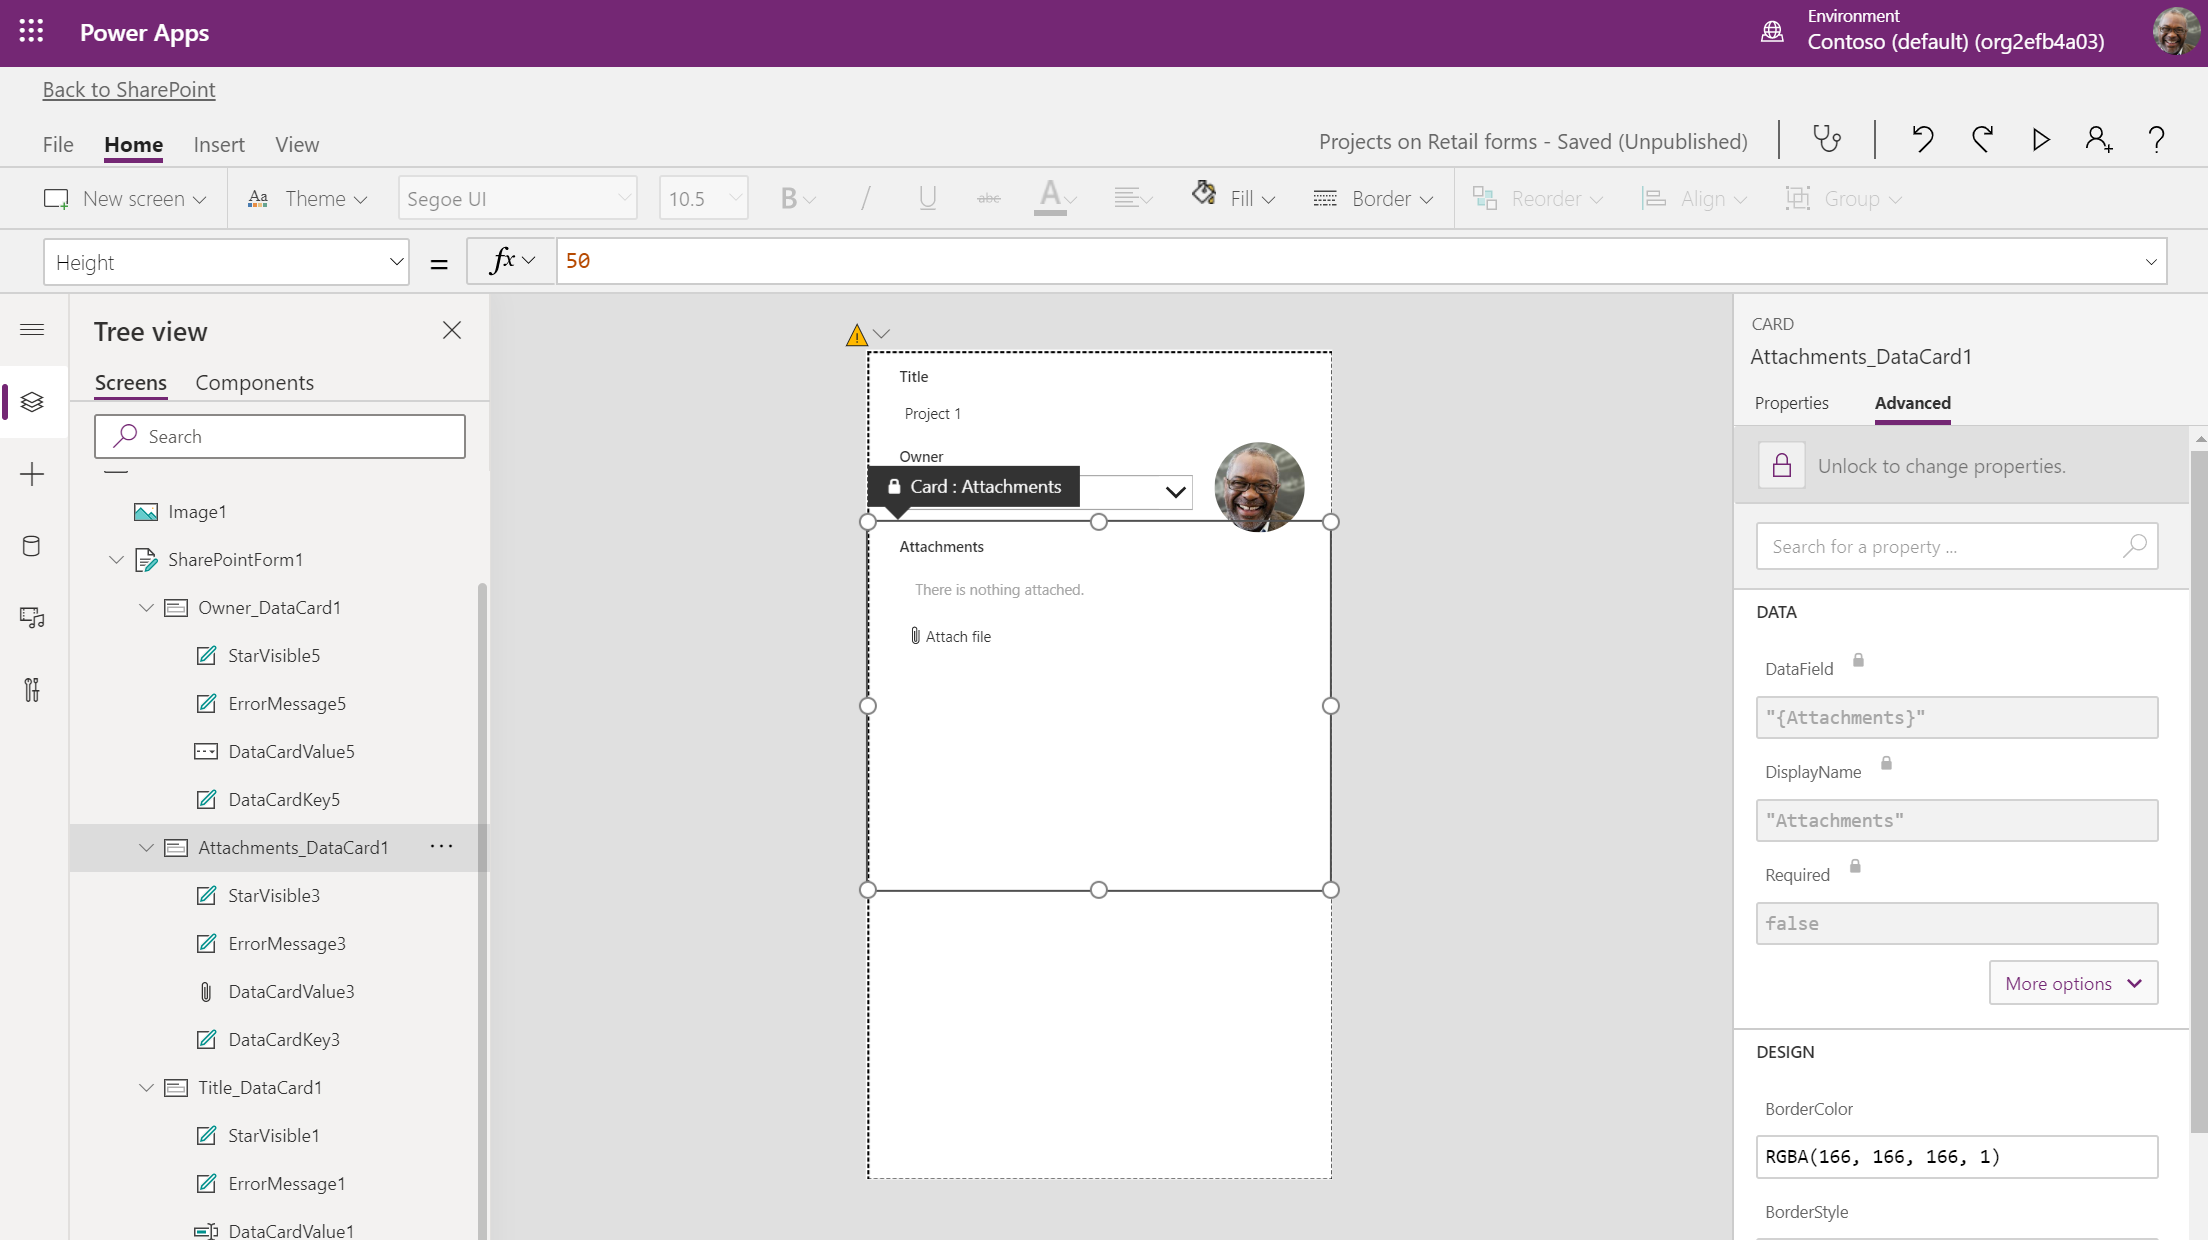 Power Apps
Environment
Contoso (default) (org2efb4a03)
Back to SharePoint
File Home Insert View
Projects on Retail forms - Saved (Unpublished)
New screen Aa Theme Segoe UI 10.5 B / U abc A Fill Border Reorder Align Group
Height = fx 50
Tree view
Screens Components
Search
Image1
SharePointForm1
Owner_DataCard1
StarVisible5
ErrorMessage5
DataCardValue5
DataCardKey5
Attachments_DataCard1 ...
StarVisible3
ErrorMessage3
DataCardValue3
DataCardKey3
Title_DataCard1
StarVisible1
ErrorMessage1
DataCardValue1
Title
Project 1
Owner
Card : Attachments
Attachments
There is nothing attached.
Attach file
CARD
Attachments_DataCard1
Properties Advanced
Unlock to change properties.
Search for a property ...
DATA
DataField
"{Attachments}"
DisplayName
"Attachments"
Required
false
More options
DESIGN
BorderColor
RGBA(166, 166, 166, 1)
BorderStyle